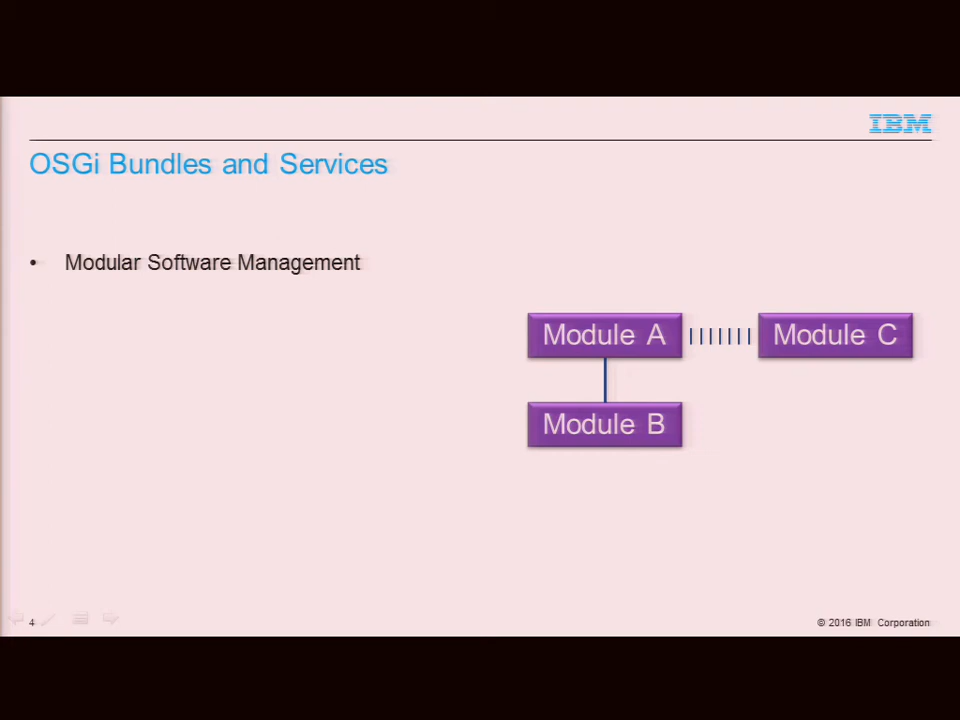 IBM
OSGi Bundles and Services
• Modular Software Management
Module A
Module C
Module B
4
© 2016 IBM Corporation